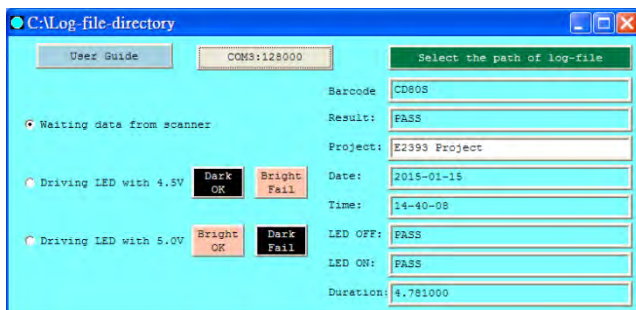 C:\Log-file-directory
User Guide
COM3:128000
Select the path of log-file
Barcode CD80S
Waiting data from scanner
Result: PASS
Project: E2393 Project
Driving LED with 4.5V
Dark
OK
Bright
Fail
Date: 2015-01-15
Time: 14-40-08
Driving LED with 5.0V
Bright
OK
Dark
Fail
LED OFF: PASS
LED ON: PASS
Duration: 4.781000